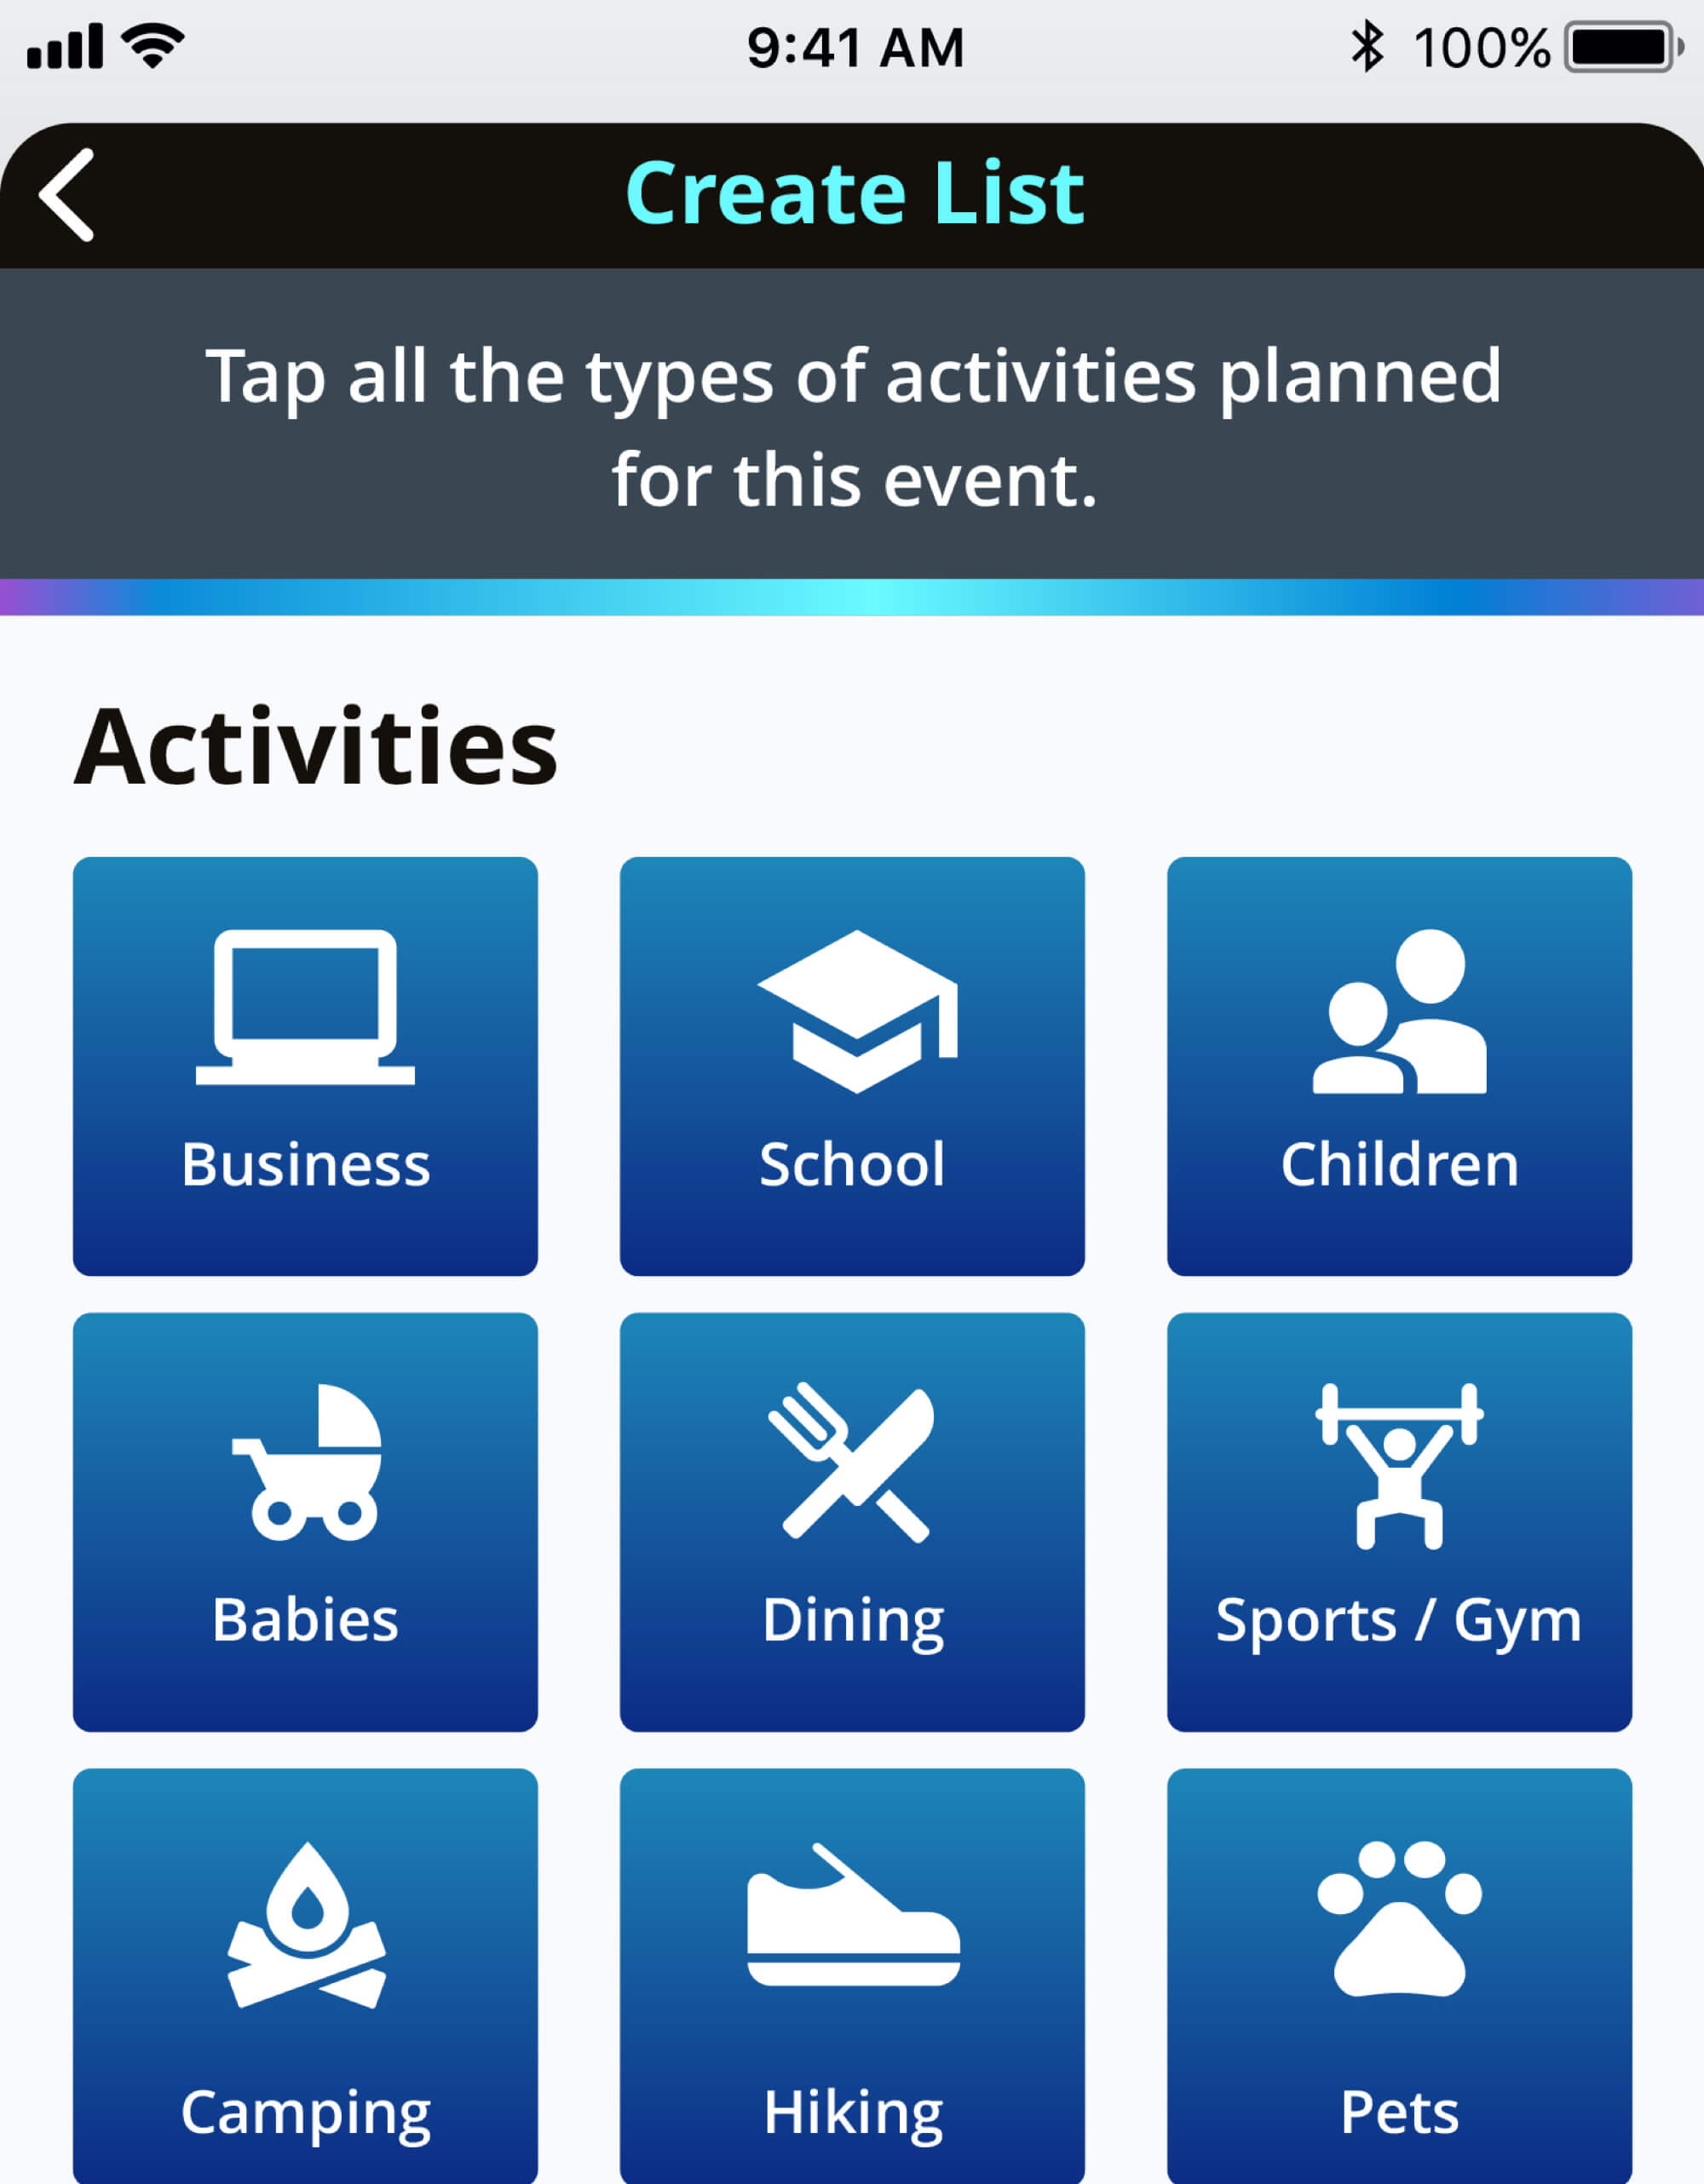 9:41 AM 100%
Create List
Tap all the types of activities planned
for this event.
Activities
Business School Children
Babies Dining Sports / Gym
Camping Hiking Pets